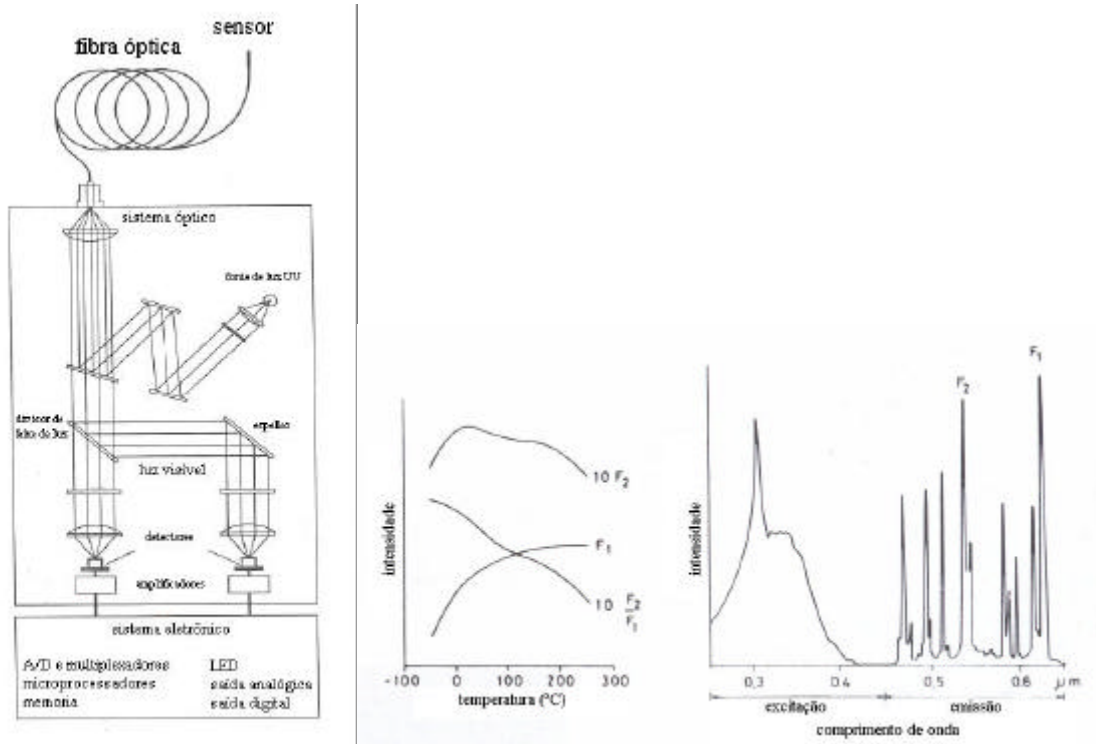 sensor
fibra óptica
sistema óptico
fonte de luz UV
divisor de
feixe de luz
espelho
luz visível
detectores
amplificadores
sistema eletrônico
A/D e multiplexadores
microprocessadores
memoria
LED
saída analógica
saída digital
intensidade
10 F₂
F₁
10 F₂/F₁
-100 0 100 200 300
temperatura (°C)
intensidade
F₂
F₁
0,3 0.4 0.5 0.6 μm
excitação emissão
comprimento de onda